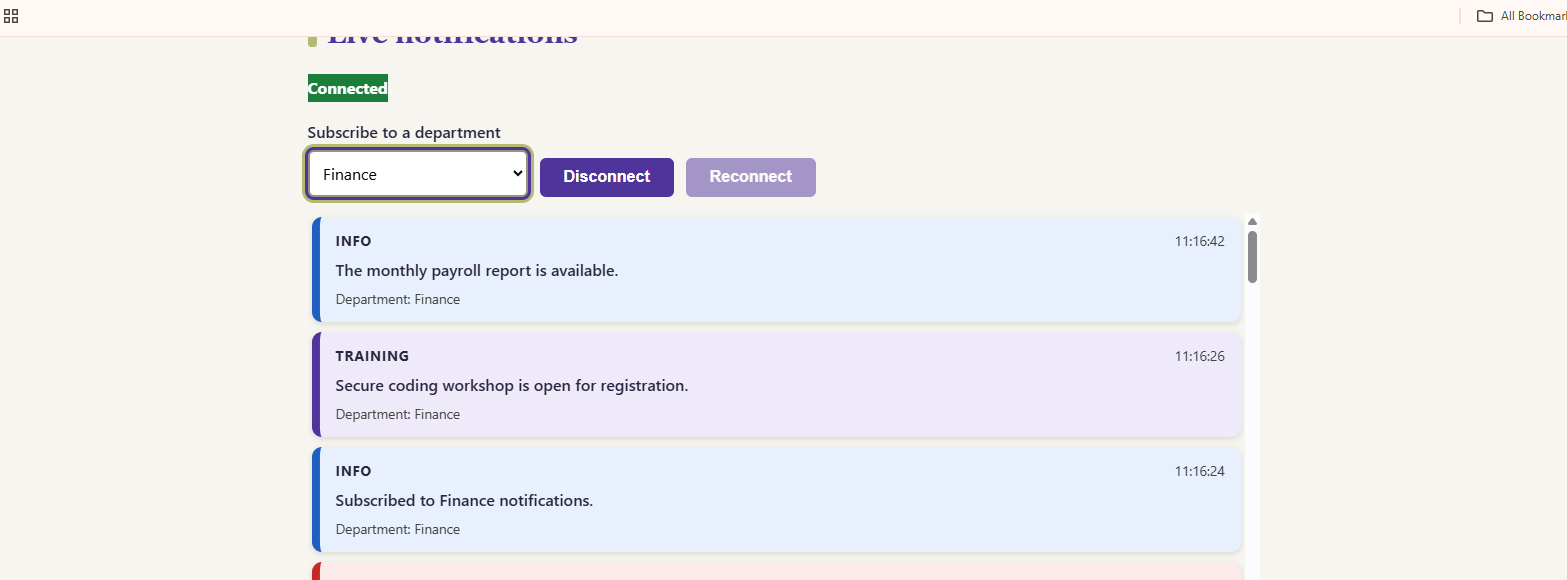 All Bookmar
Live notifications
Connected
Subscribe to a department
Finance
Disconnect
Reconnect
INFO
11:16:42
The monthly payroll report is available.
Department: Finance
TRAINING
11:16:26
Secure coding workshop is open for registration.
Department: Finance
INFO
11:16:24
Subscribed to Finance notifications.
Department: Finance